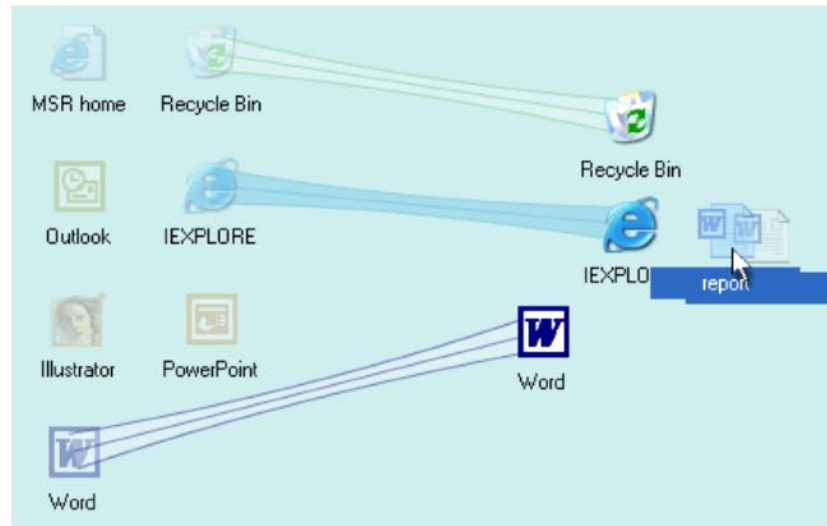 MSR home
Recycle Bin
Recycle Bin
Outlook
IEXPLORE
IEXPLO
report
Illustrator
PowerPoint
Word
Word
W
W
W
W